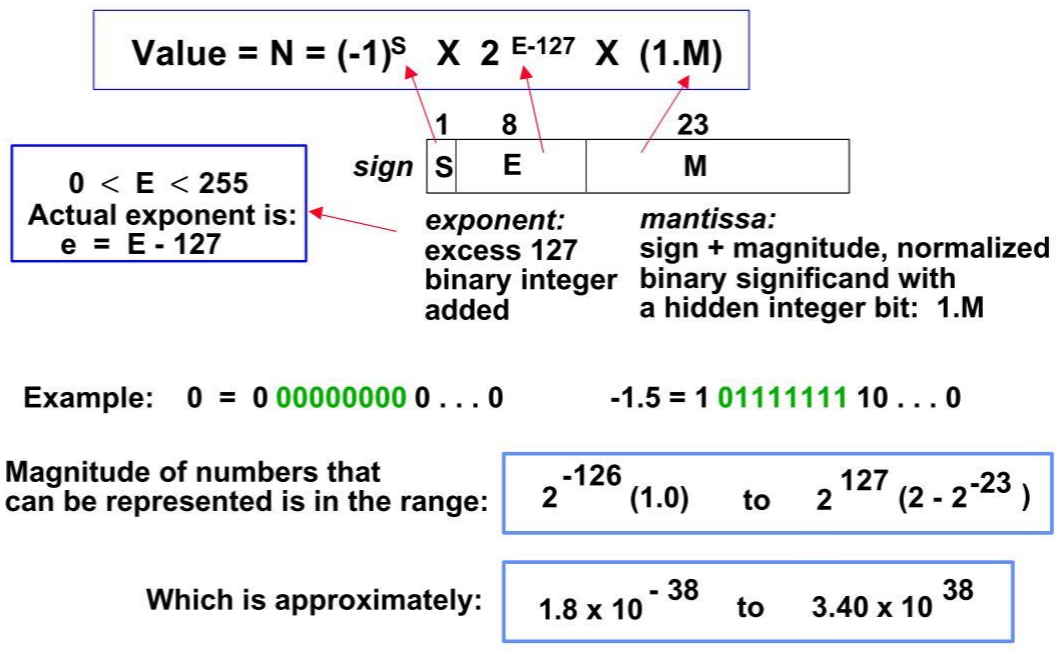 Value = N = (-1)^S X 2^E-127 X (1.M)
1 8 23
sign S E M
0 < E < 255
Actual exponent is:
e = E - 127
exponent:
excess 127
binary integer
added
mantissa:
sign + magnitude, normalized
binary significand with
a hidden integer bit: 1.M
Example: 0 = 0 00000000 0 . . . 0 -1.5 = 1 01111111 10 . . . 0
Magnitude of numbers that
can be represented is in the range:
2^-126 (1.0) to 2^127 (2 - 2^-23 )
Which is approximately:
1.8 x 10^- 38 to 3.40 x 10^38